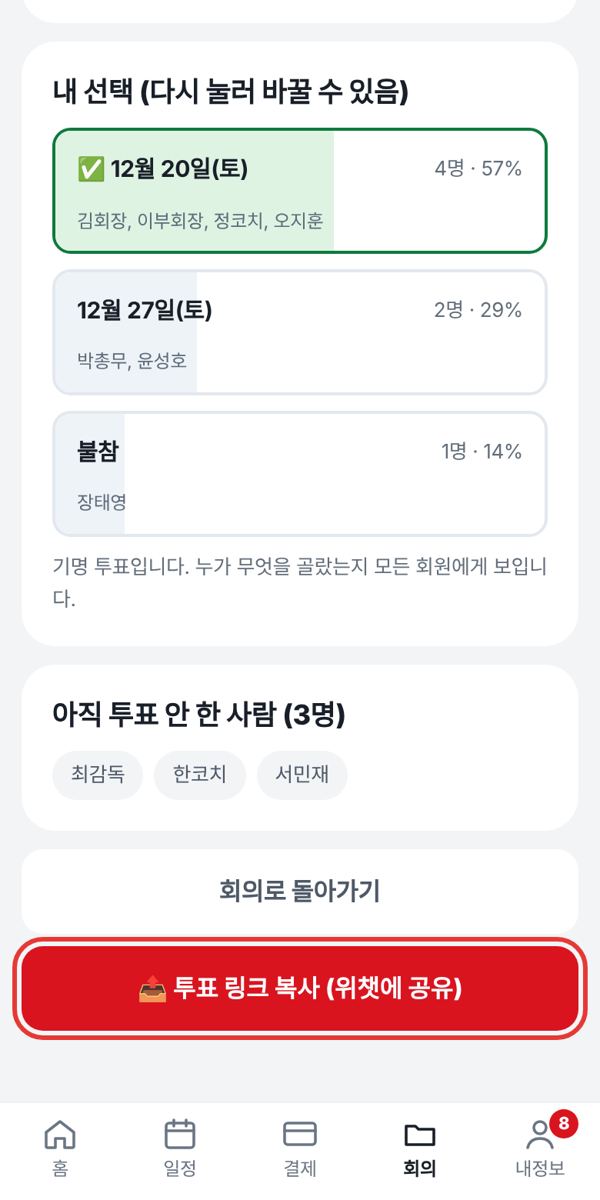 내 선택 (다시 눌러 바꿀 수 있음)
✅ 12월 20일(토) 4명 · 57%
김회장, 이부회장, 정코치, 오지훈
12월 27일(토) 2명 · 29%
박총무, 윤성호
불참 1명 · 14%
장태영
기명 투표입니다. 누가 무엇을 골랐는지 모든 회원에게 보입니
다.
아직 투표 안 한 사람 (3명)
최감독 한코치 서민재
회의로 돌아가기
📤 투표 링크 복사 (위챗에 공유)
8
홈 일정 결제 회의 내정보